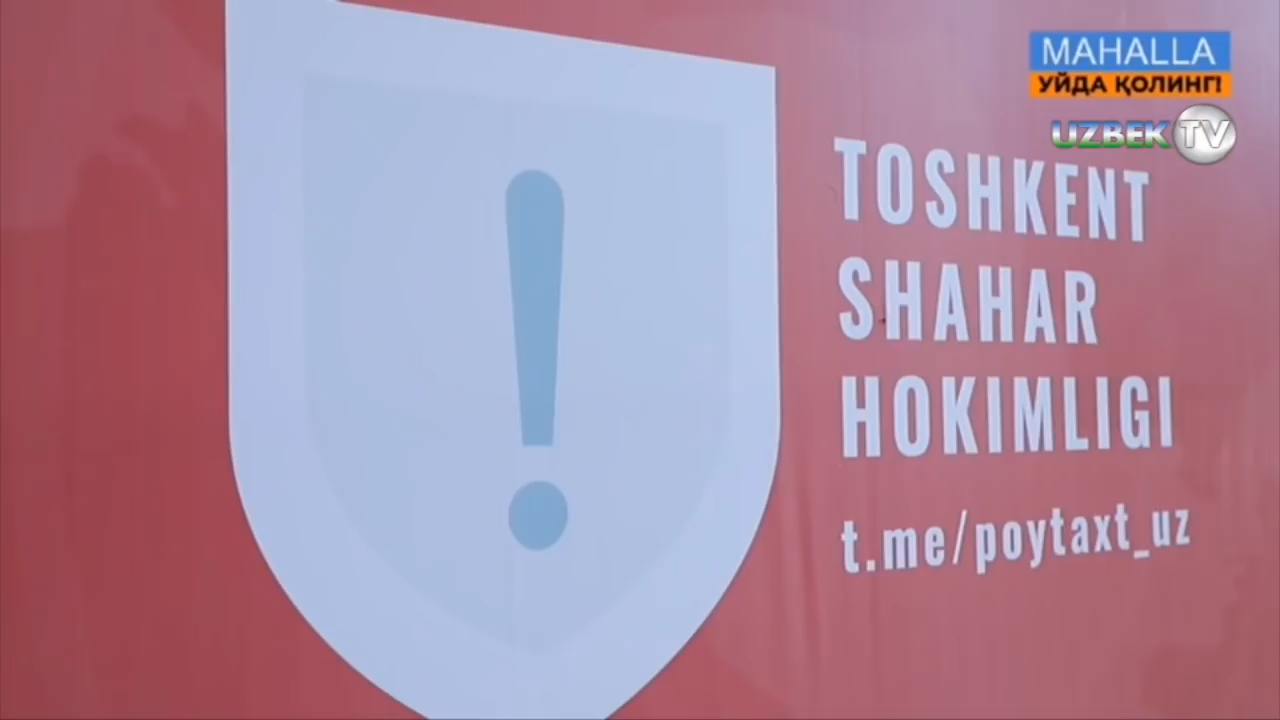 MAHALLA
УЙДА ҚОЛИНГ!
UZBEK TV
TOSHKENT
SHAHAR
HOKIMLIGI
t.me/poytaxt_uz